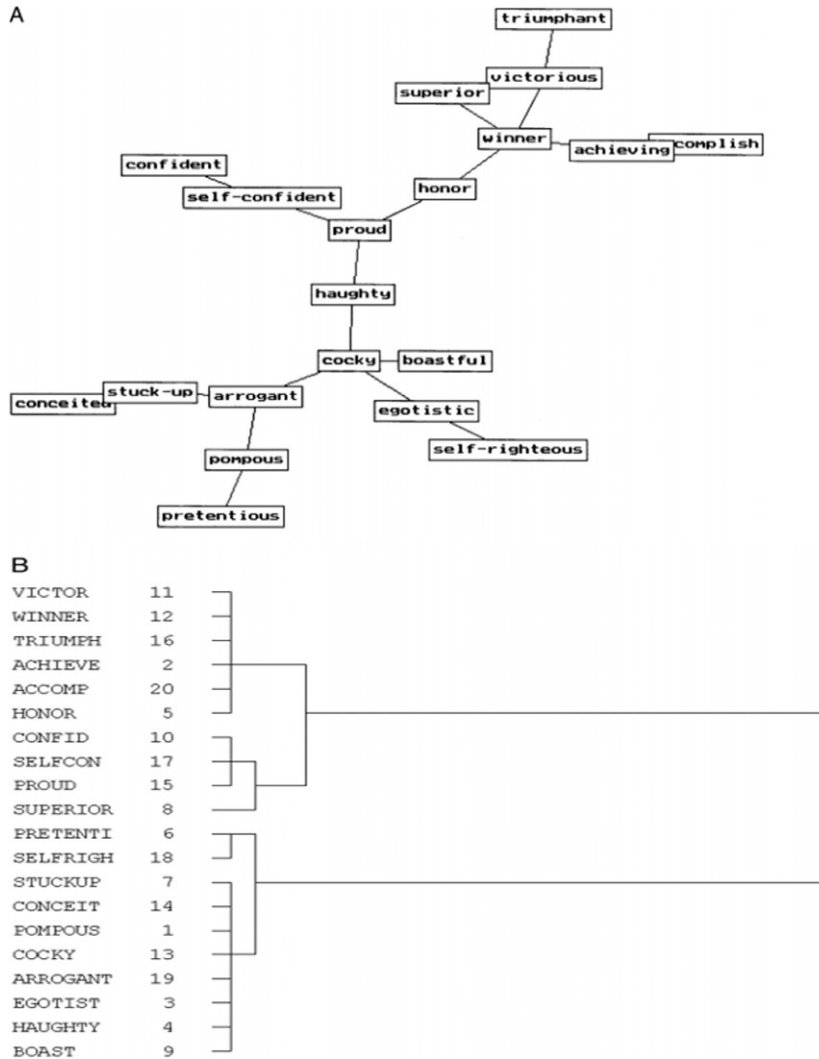 A
triumphant
victorious
superior
winner
achieving complish
confident
self-confident
honor
proud
haughty
cocky boastful
stuck-up arrogant
conceited
egotistic
self-righteous
pompous
pretentious
B
VICTOR 11
WINNER 12
TRIUMPH 16
ACHIEVE 2
ACCOMP 20
HONOR 5
CONFID 10
SELFCON 17
PROUD 15
SUPERIOR 8
PRETENTI 6
SELFRIGH 18
STUCKUP 7
CONCEIT 14
POMPOUS 1
COCKY 13
ARROGANT 19
EGOTIST 3
HAUGHTY 4
BOAST 9